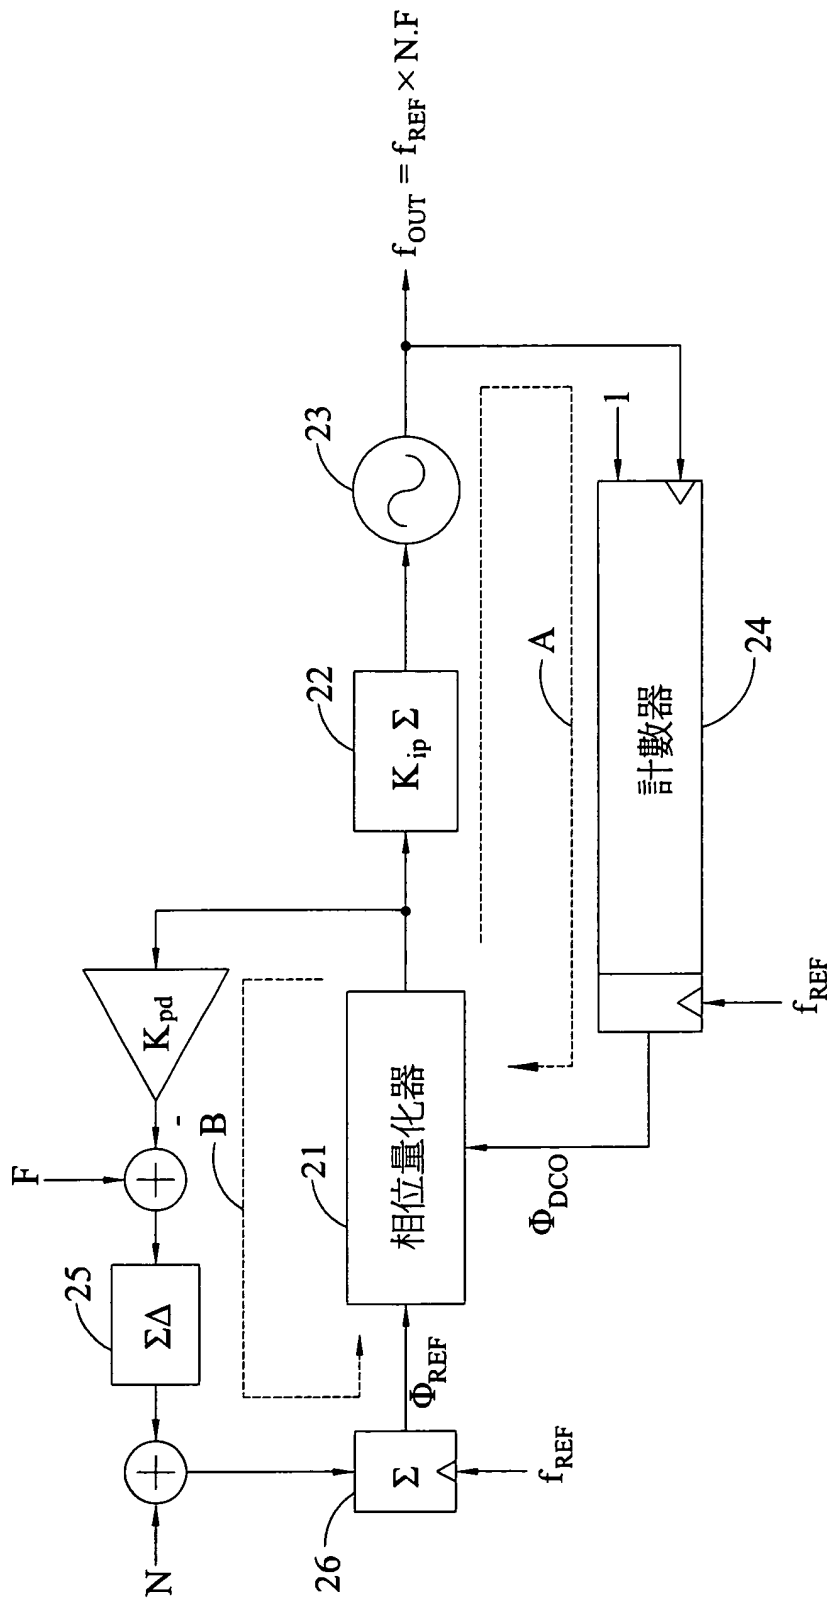 F
K_pd
-
25
ΣΔ
N
B
22
K_ip Σ
23
f_OUT = f_REF × N.F
21
相位量化器
Φ_REF
26
Σ
f_REF
Φ_DCO
A
1
計數器
24
f_REF